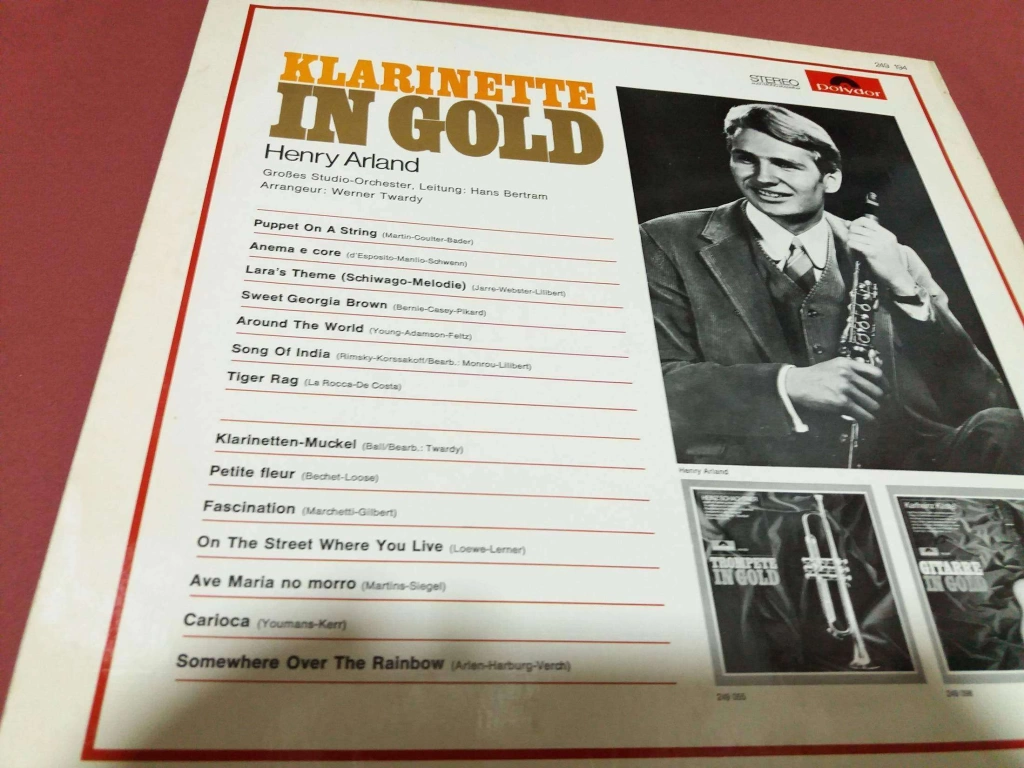 KLARINETTE
IN GOLD
Henry Arland
Großes Studio-Orchester, Leitung: Hans Bertram
Arrangeur: Werner Twardy
249 194
STEREO
Polydor
Puppet On A String (Martin-Coulter-Bader)
Anema e core (d'Esposito-Manlio-Schwenn)
Lara's Theme (Schiwago-Melodie) (Jarre-Webster-Lilibert)
Sweet Georgia Brown (Bernie-Casey-Pikard)
Around The World (Young-Adamson-Feltz)
Song Of India (Rimsky-Korssakoff/Bearb.: Monrou-Lilibert)
Tiger Rag (La Rocca-De Costa)
Klarinetten-Muckel (Ball/Bearb.: Twardy)
Petite fleur (Bechet-Loose)
Fascination (Marchetti-Gilbert)
On The Street Where You Live (Loewe-Lerner)
Ave Maria no morro (Martins-Siegel)
Carioca (Youmans-Kerr)
Somewhere Over The Rainbow (Arlen-Harburg-Verch)
Henry Arland
TROMPETE
IN GOLD
249 055
GITARRE
IN GOLD